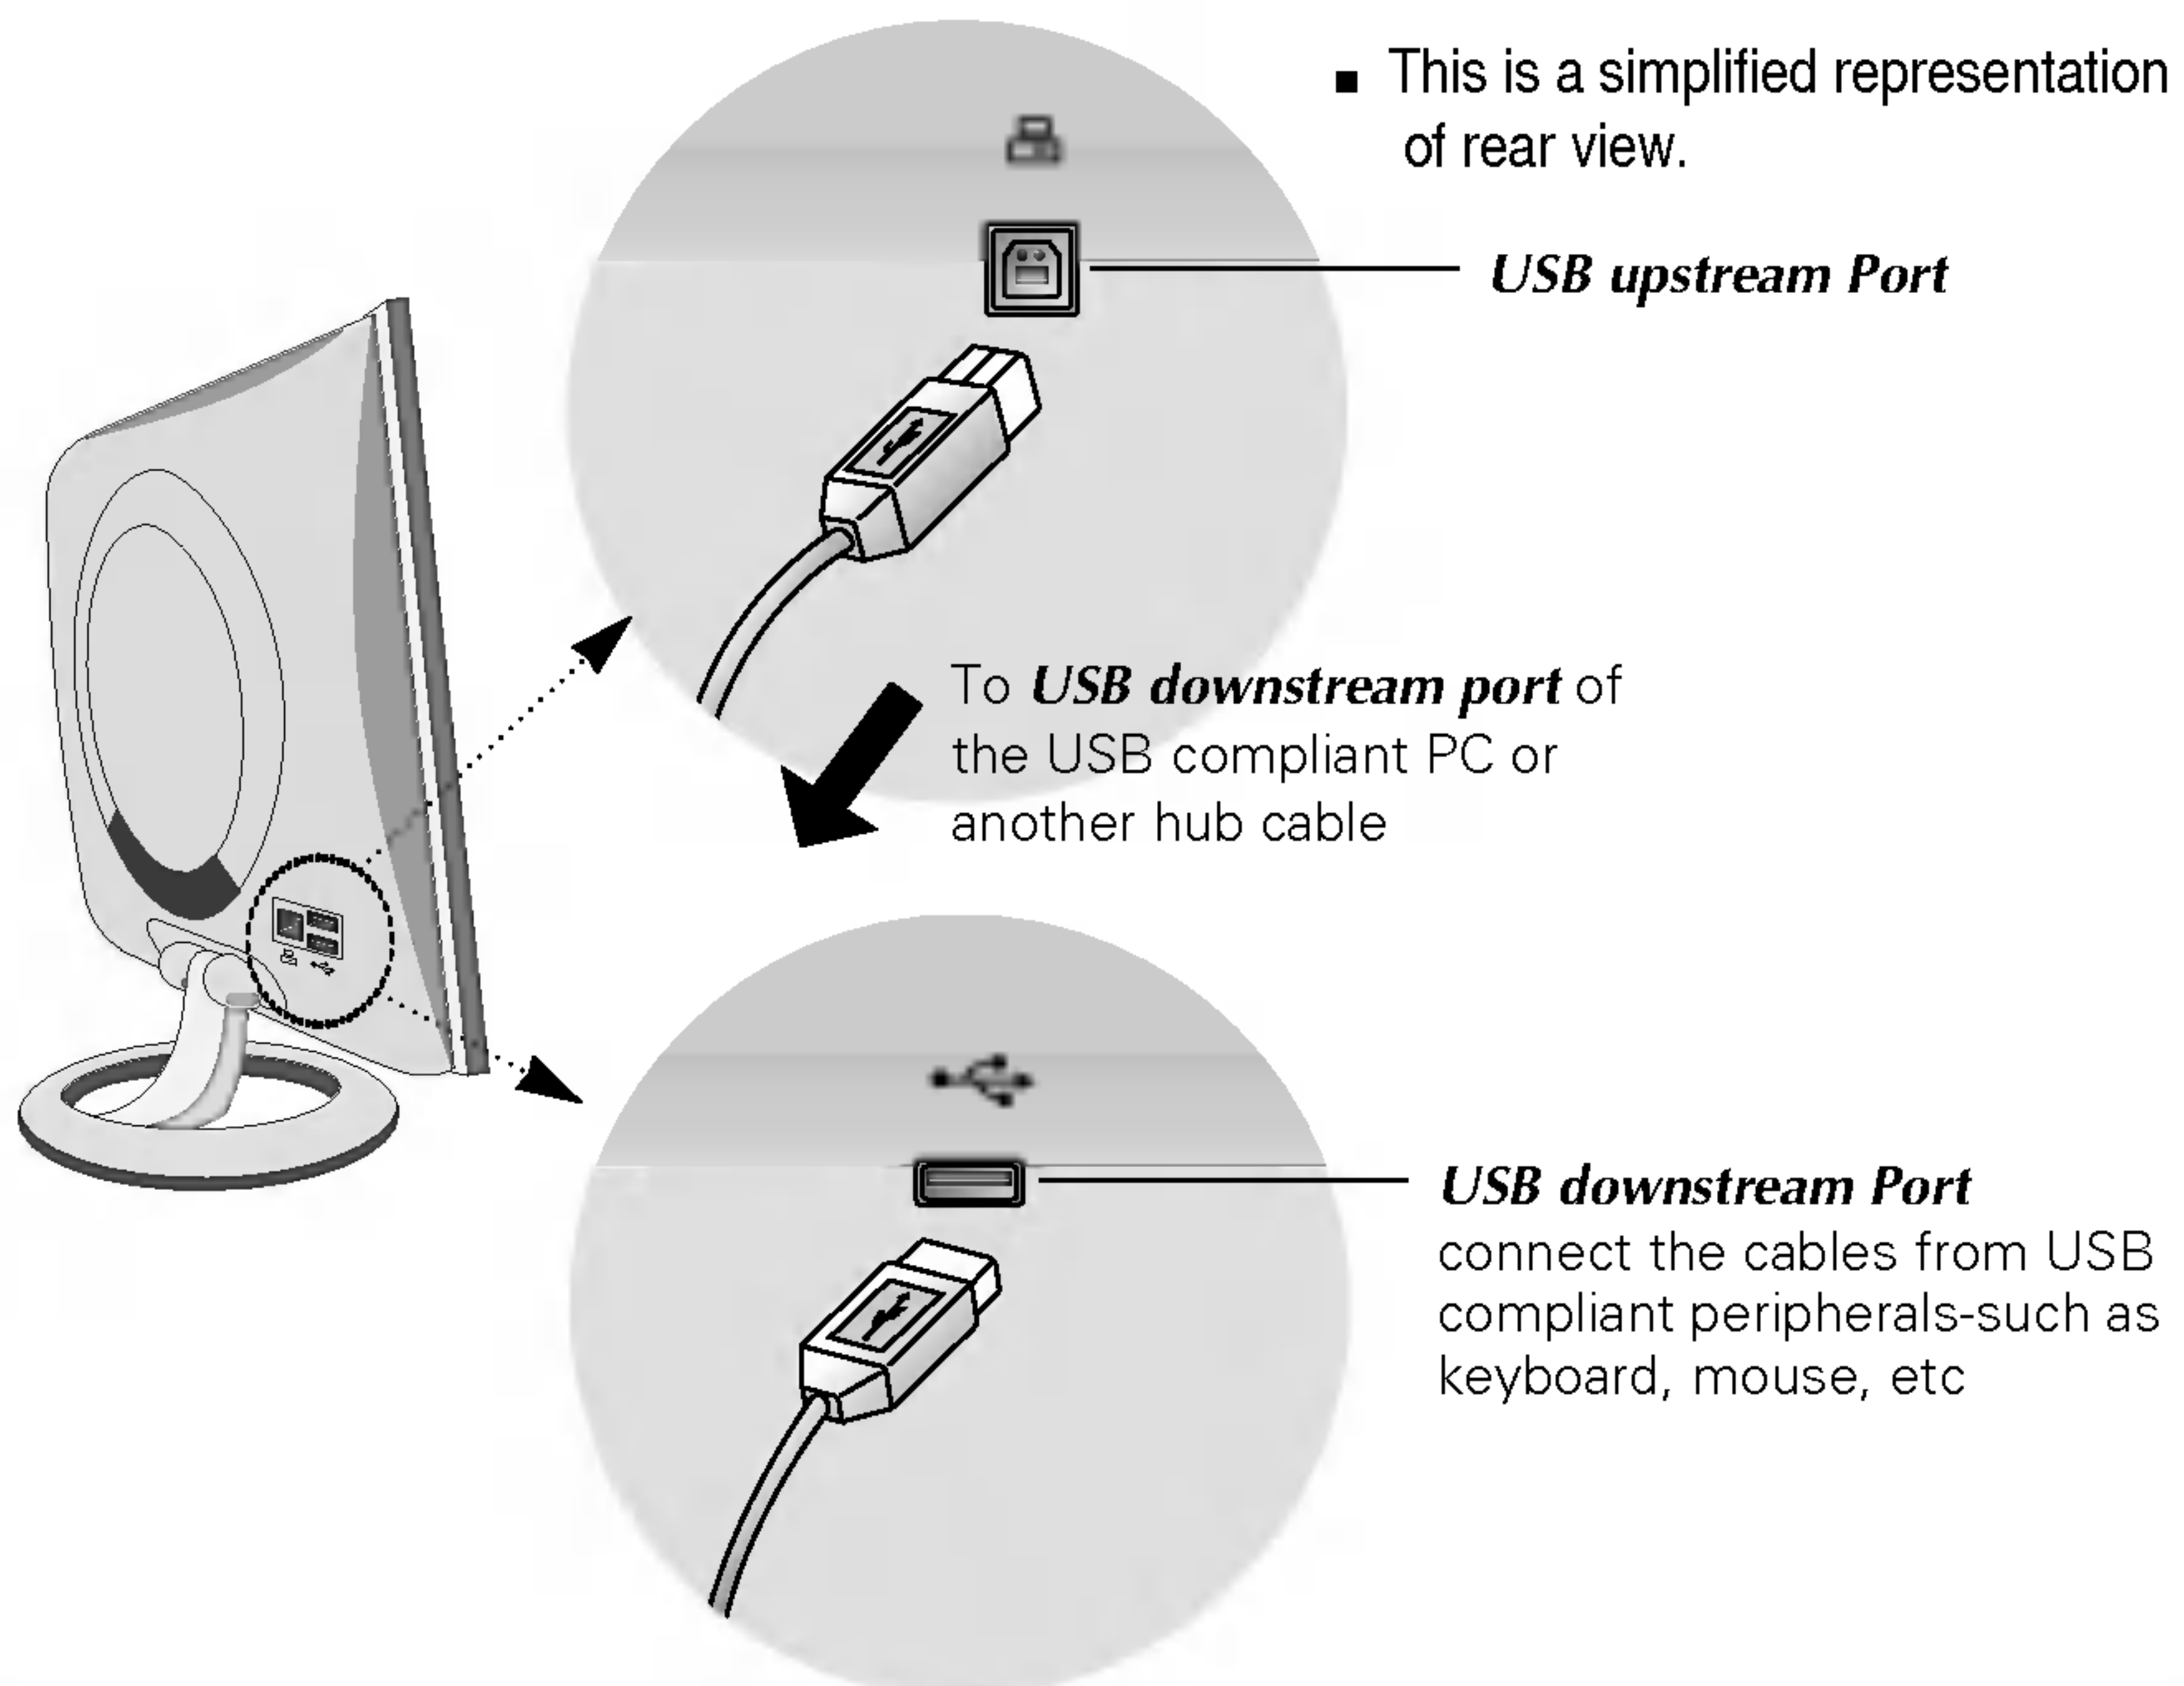 ■ This is a simplified representation
of rear view.
USB upstream Port
To USB downstream port of
the USB compliant PC or
another hub cable
USB downstream Port
connect the cables from USB
compliant peripherals-such as
keyboard, mouse, etc